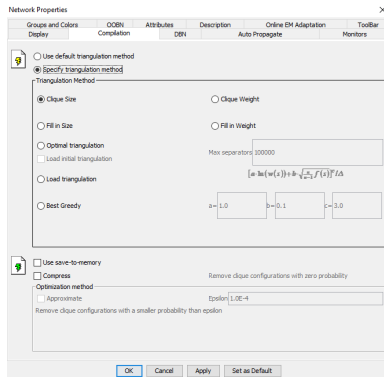 Network Properties
Groups and Colors OOBN Attributes Description Online EM Adaptation ToolBar
Display Compilation DBN Auto Propagate Monitors
Use default triangulation method
Specify triangulation method
Triangulation Method
Clique Size Clique Weight
Fill in Size Fill in Weight
Optimal triangulation
Max separators 100000
Load initial triangulation
Load triangulation
Best Greedy a= 1.0 b= 0.1 c= 3.0
Use save-to-memory
Compress Remove clique configurations with zero probability
Optimization method
Approximate Epsilon 1.0E-4
Remove clique configurations with a smaller probability than epsilon
OK Cancel Apply Set as Default